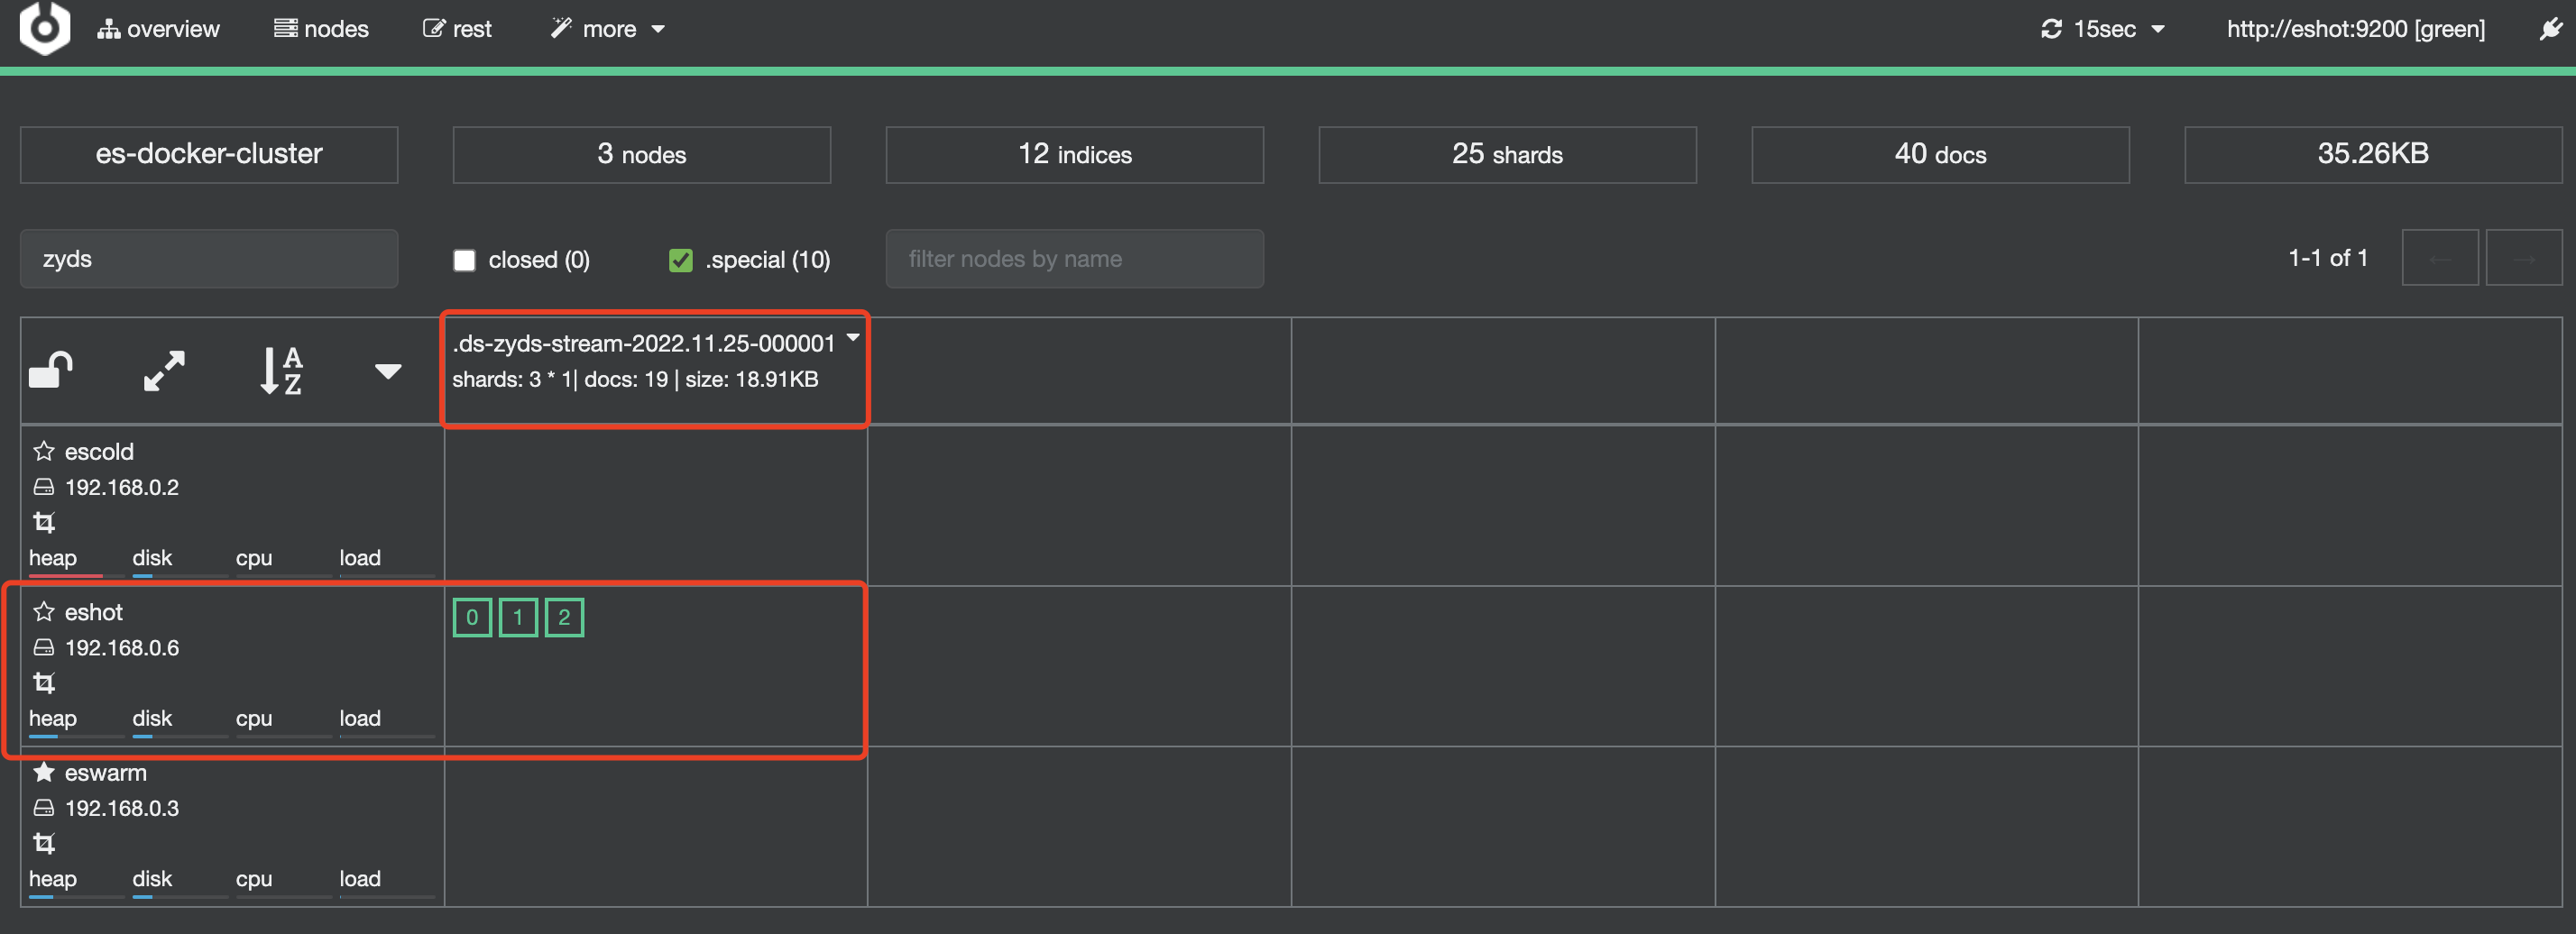 overview nodes rest more 15sec http://eshot:9200 [green]
es-docker-cluster 3 nodes 12 indices 25 shards 40 docs 35.26KB
zyds closed (0) .special (10) filter nodes by name 1-1 of 1 ← →
A
Z
.ds-zyds-stream-2022.11.25-000001
shards: 3 * 1| docs: 19 | size: 18.91KB
escold
192.168.0.2
heap disk cpu load
eshot
192.168.0.6
heap disk cpu load
0 1 2
eswarm
192.168.0.3
heap disk cpu load